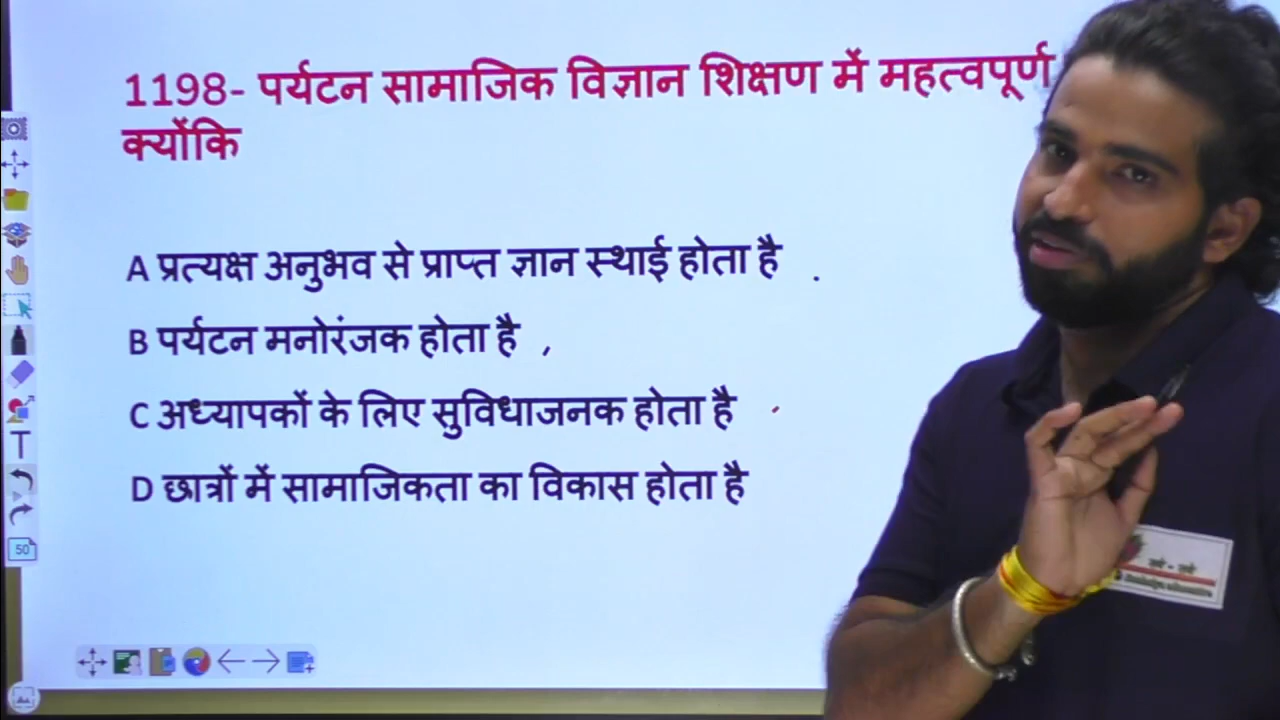 1198- पर्यटन सामाजिक विज्ञान शिक्षण में महत्वपूर्ण
क्योंकि
A प्रत्यक्ष अनुभव से प्राप्त ज्ञान स्थाई होता है
B पर्यटन मनोरंजक होता है
C अध्यापकों के लिए सुविधाजनक होता है
D छात्रों में सामाजिकता का विकास होता है
50